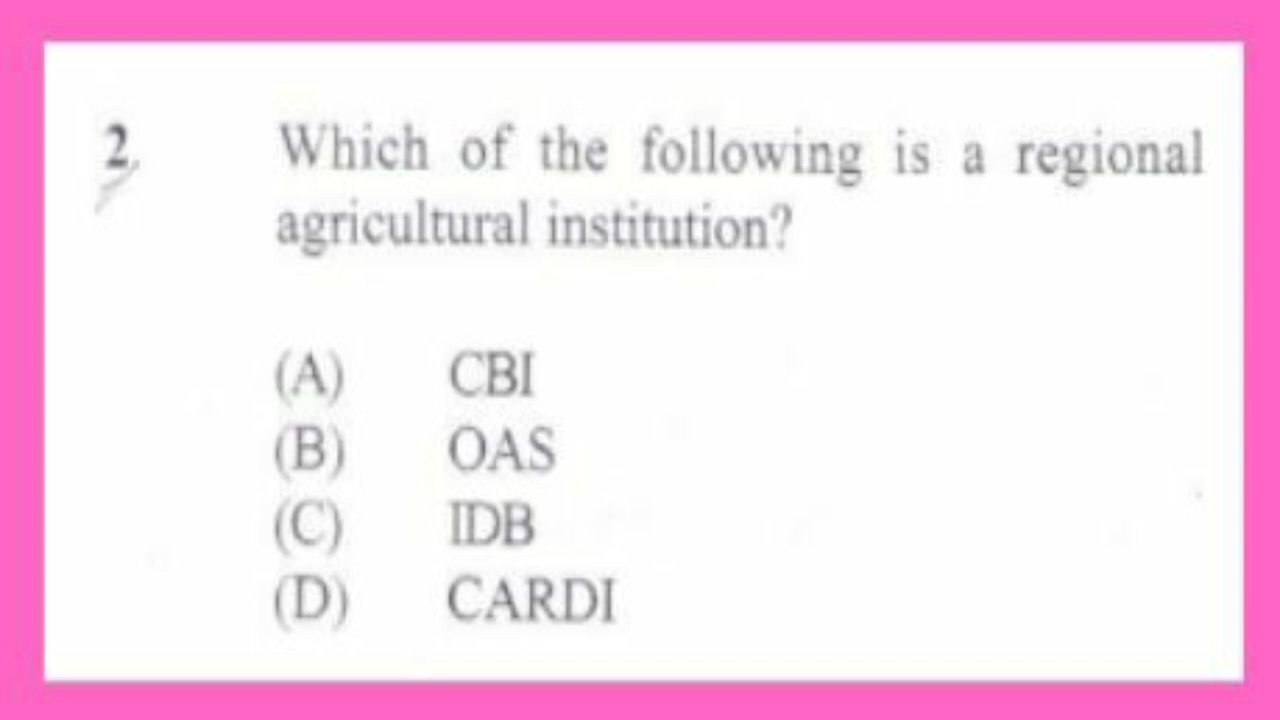 2. Which of the following is a regional
agricultural institution?
(A) CBI
(B) OAS
(C) IDB
(D) CARDI